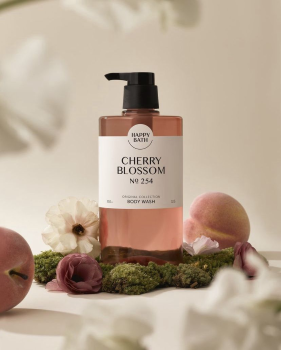 HAPPY
BATH
CHERRY
BLOSSOM
№ 254
ORIGINAL COLLECTION
BODY WASH